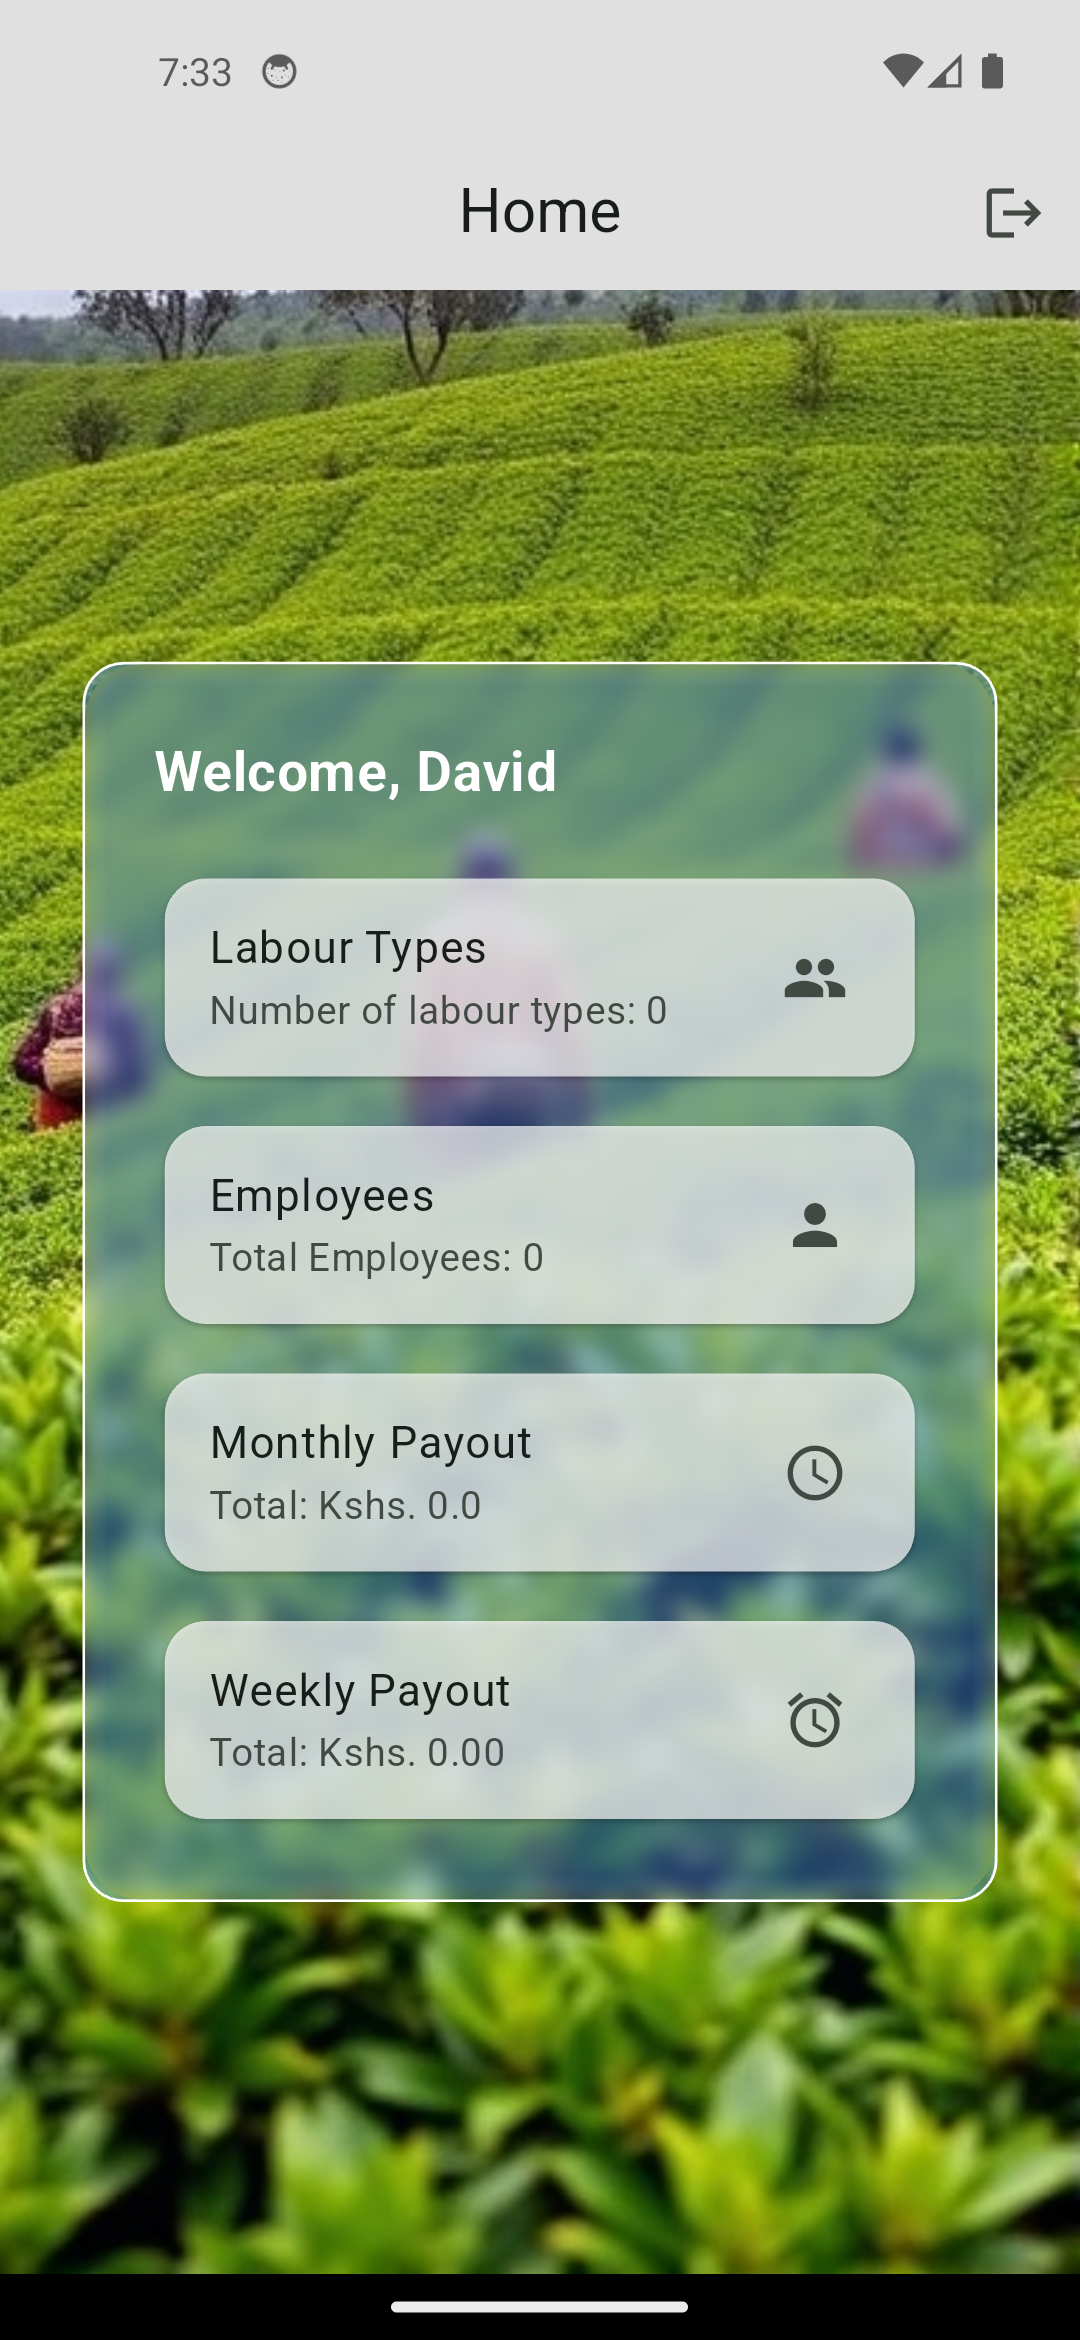 7:33
Home
Welcome, David
Labour Types
Number of labour types: 0
Employees
Total Employees: 0
Monthly Payout
Total: Kshs. 0.0
Weekly Payout
Total: Kshs. 0.00